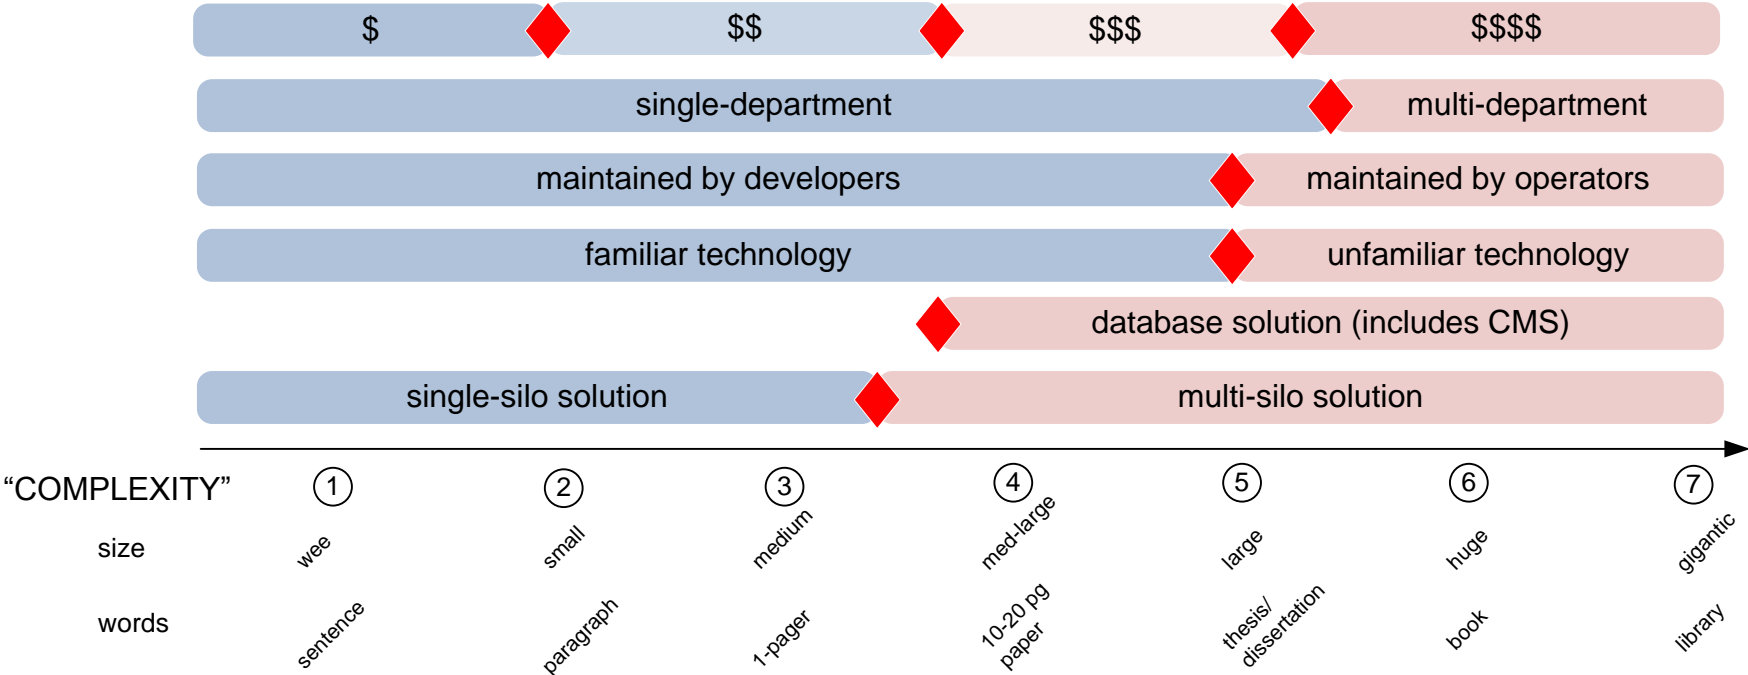 $ $$ $$$ $$$$
single-department multi-department
maintained by developers maintained by operators
familiar technology unfamiliar technology
database solution (includes CMS)
single-silo solution multi-silo solution
“COMPLEXITY” 1 2 3 4 5 6 7
size wee small medium med-large large huge gigantic
words sentence paragraph 1-pager 10-20 pg paper thesis/ dissertation book library